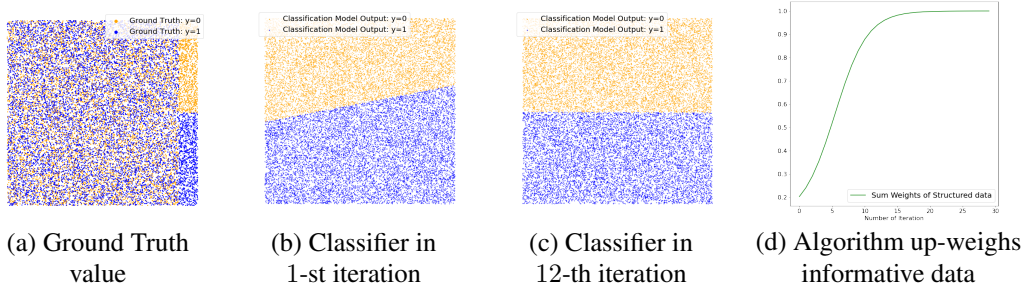 Ground Truth: y=0
Ground Truth: y=1
Classification Model Output: y=0
Classification Model Output: y=1
Classification Model Output: y=0
Classification Model Output: y=1
1.0
0.9
0.8
0.7
0.6
0.5
0.4
0.3
0.2
Sum Weights of Structured data
0
5
10
15
20
25
30
Number of Iteration
(a) Ground Truth
value
(b) Classifier in
1-st iteration
(c) Classifier in
12-th iteration
(d) Algorithm up-weighs
informative data